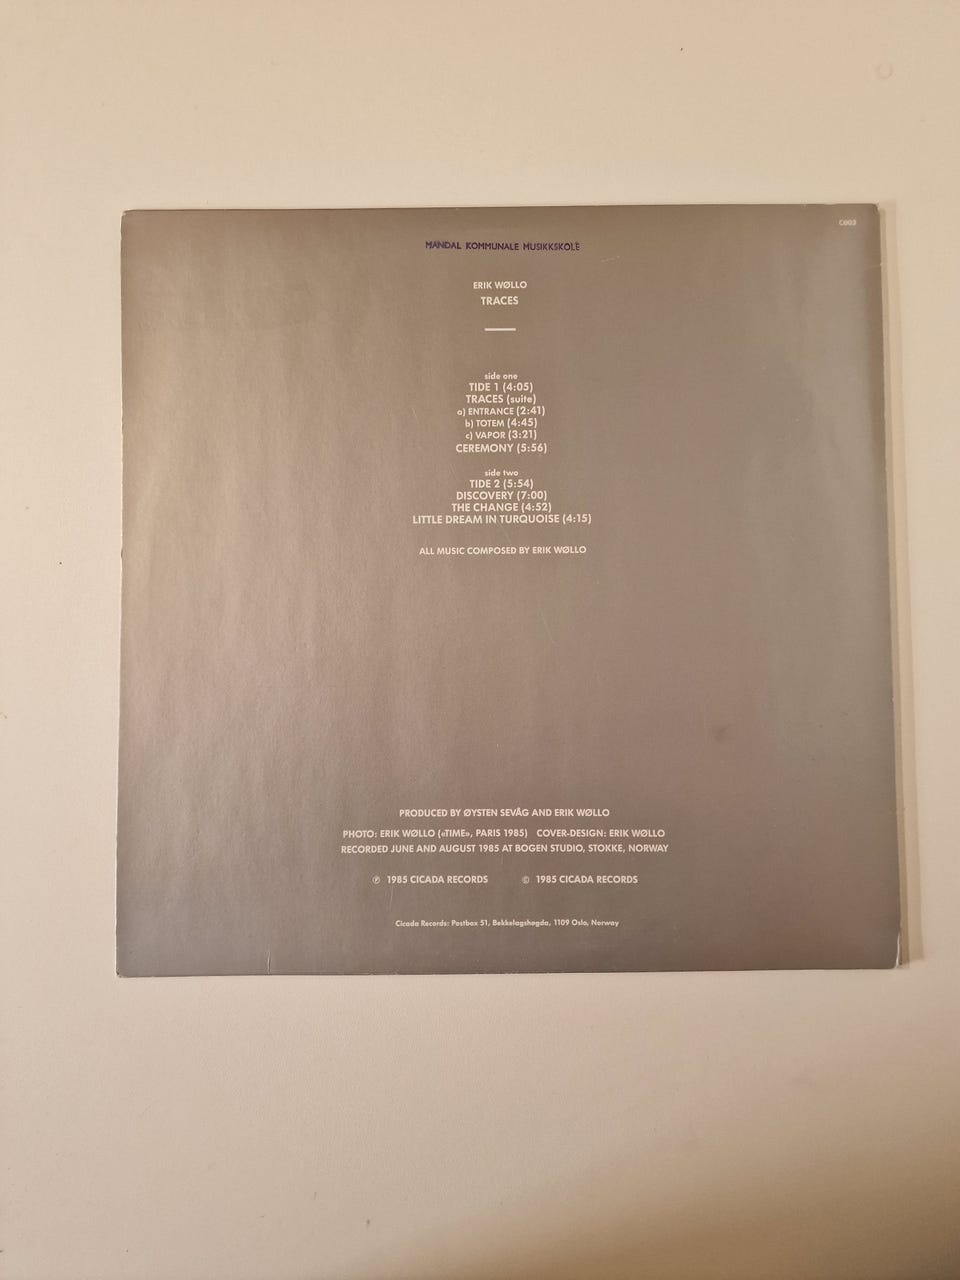 C003
MANDAL KOMMUNALE MUSIKKSKOLE
ERIK WØLLO
TRACES
side one
TIDE 1 (4:05)
TRACES (suite)
a) ENTRANCE (2:41)
b) TOTEM (4:45)
c) VAPOR (3:21)
CEREMONY (5:56)
side two
TIDE 2 (5:54)
DISCOVERY (7:00)
THE CHANGE (4:52)
LITTLE DREAM IN TURQUOISE (4:15)
ALL MUSIC COMPOSED BY ERIK WØLLO
PRODUCED BY ØYSTEN SEVÅG AND ERIK WØLLO
PHOTO: ERIK WØLLO («TIME», PARIS 1985) COVER-DESIGN: ERIK WØLLO
RECORDED JUNE AND AUGUST 1985 AT BOGEN STUDIO, STOKKE, NORWAY
℗ 1985 CICADA RECORDS © 1985 CICADA RECORDS
Cicada Records: Postbox 51, Bekkelagshøgda, 1109 Oslo, Norway